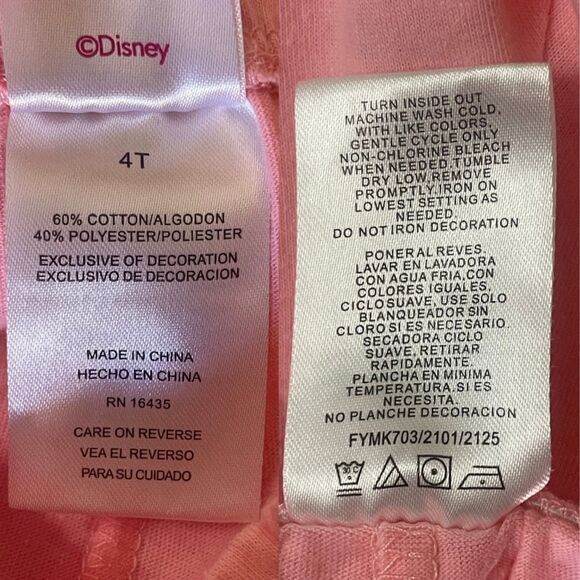 ©Disney
4T
60% COTTON/ALGODON
40% POLYESTER/POLIESTER
EXCLUSIVE OF DECORATION
EXCLUSIVO DE DECORACION
MADE IN CHINA
HECHO EN CHINA
RN 16435
CARE ON REVERSE
VEA EL REVERSO
PARA SU CUIDADO
TURN INSIDE OUT
MACHINE WASH COLD,
WITH LIKE COLORS.
GENTLE CYCLE ONLY
NON-CHLORINE BLEACH
WHEN NEEDED.TUMBLE
DRY LOW.REMOVE
PROMPTLY.IRON ON
LOWEST SETTING AS
NEEDED.
DO NOT IRON DECORATION
PONER AL REVES.
LAVAR EN LAVADORA
CON AGUA FRIA,CON
COLORES IGUALES,
CICLO SUAVE, USE SOLO
BLANQUEADOR SIN
CLORO SI ES NECESARIO.
SECADORA CICLO
SUAVE, RETIRAR
RAPIDAMENTE.
PLANCHA EN MINIMA
TEMPERATURA.SI ES
NECESITA.
NO PLANCHE DECORACION
FYMK703/2101/2125